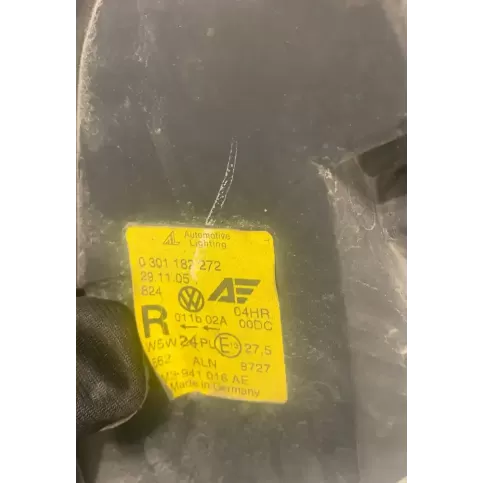 Automotive
Lighting
0 301 182 272
29.11.05
824
04HR
R 011b 02A 00DC
W5W 24 PL E 27,5
ALN 8727
941 016 AE
Made in Germany